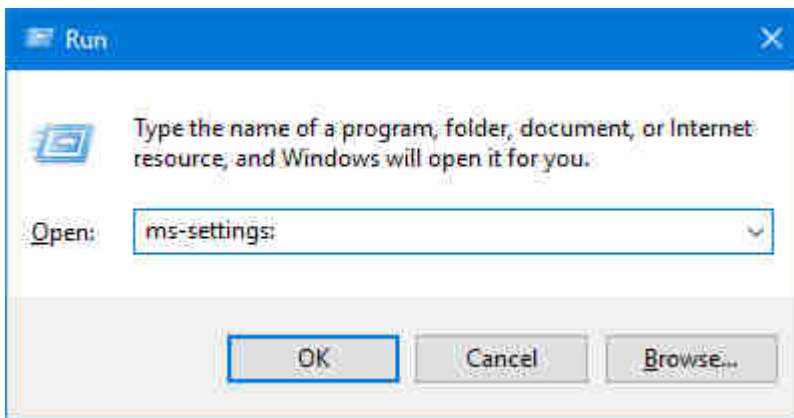 Run
Type the name of a program, folder, document, or Internet
resource, and Windows will open it for you.
Open: ms-settings:
OK Cancel Browse...